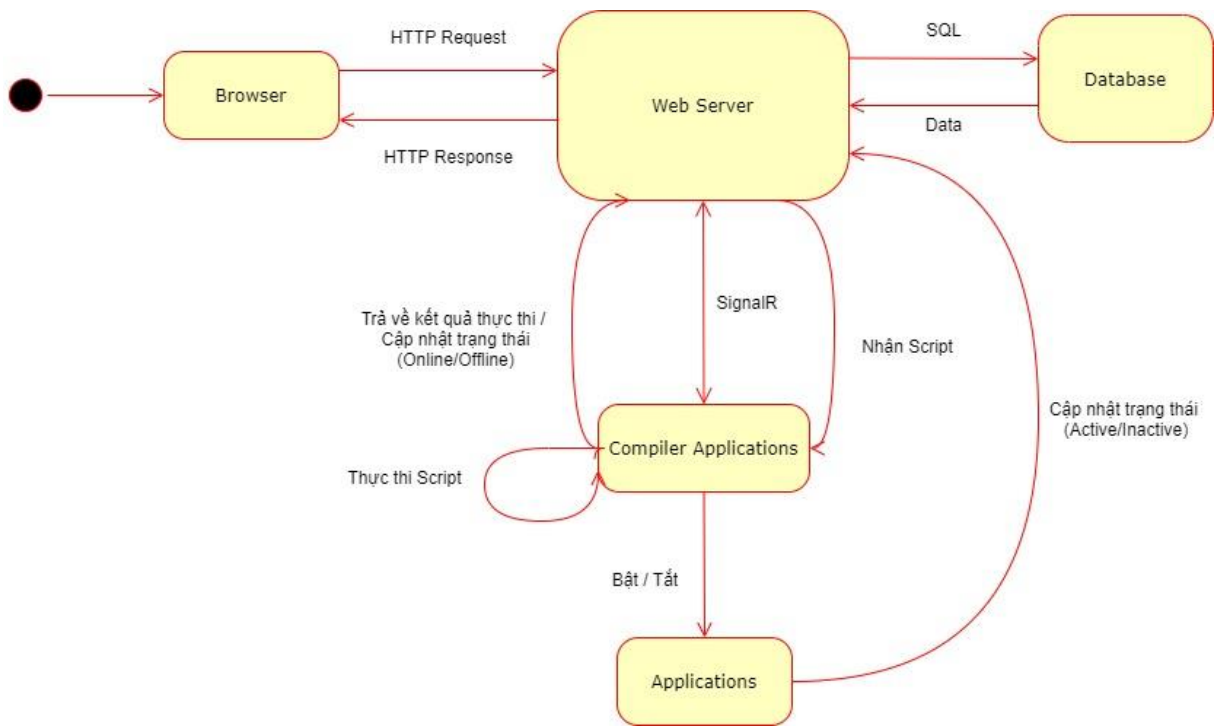 HTTP Request
SQL
Browser
Web Server
Database
HTTP Response
Data
SignalR
Trả về kết quả thực thi /
Cập nhật trạng thái
(Online/Offline)
Nhận Script
Cập nhật trạng thái
(Active/Inactive)
Compiler Applications
Thực thi Script
Bật / Tắt
Applications